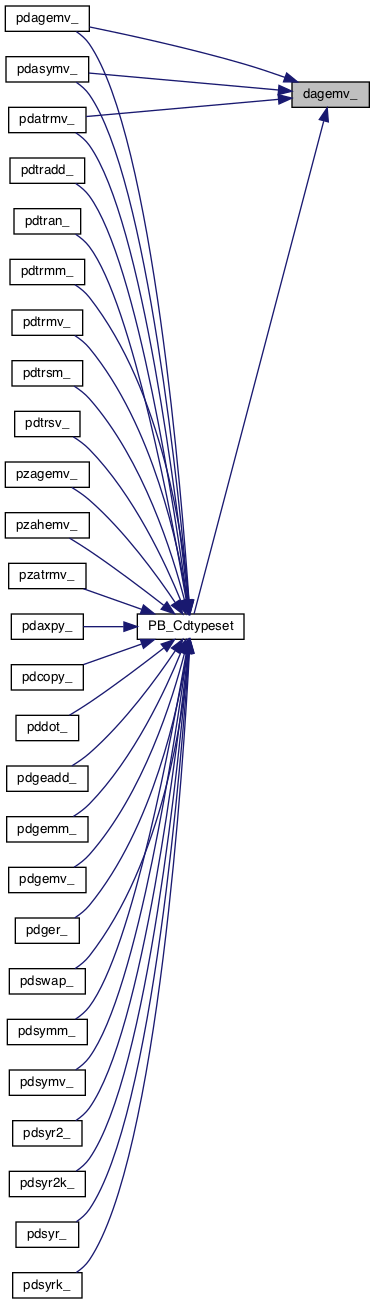 pdagemv_
dagemv_
pdasymv_
pdatrmv_
pdtradd_
pdtran_
pdtrmm_
pdtrmv_
pdtrsm_
pdtrsv_
pzagemv_
pzahemv_
pzatrmv_
pdaxpy_
PB_Cdtypeset
pdcopy_
pddot_
pdgeadd_
pdgemm_
pdgemv_
pdger_
pdswap_
pdsymm_
pdsymv_
pdsyr2_
pdsyr2k_
pdsyr_
pdsyrk_